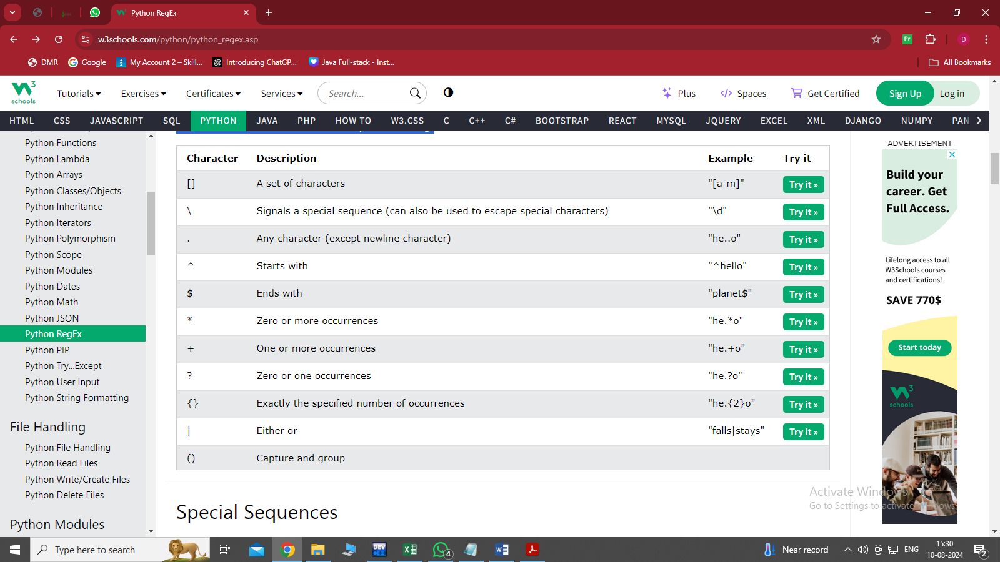 Python RegEx
w3schools.com/python/python_regex.asp
Pr
D
DMR
Google
My Account 2 – Skill...
Introducing ChatGP...
Java Full-stack - Inst...
All Bookmarks
W3 schools
Tutorials
Exercises
Certificates
Services
Search...
Plus
Spaces
Get Certified
Sign Up
Log in
HTML CSS JAVASCRIPT SQL PYTHON JAVA PHP HOW TO W3.CSS C C++ C# BOOTSTRAP REACT MYSQL JQUERY EXCEL XML DJANGO NUMPY PAN
Python Functions
Python Lambda
Python Arrays
Python Classes/Objects
Python Inheritance
Python Iterators
Python Polymorphism
Python Scope
Python Modules
Python Dates
Python Math
Python JSON
Python RegEx
Python PIP
Python Try...Except
Python User Input
Python String Formatting
File Handling
Python File Handling
Python Read Files
Python Write/Create Files
Python Delete Files
Python Modules
Character Description Example Try it
[] A set of characters "[a-m]" Try it »
\ Signals a special sequence (can also be used to escape special characters) "\d" Try it »
. Any character (except newline character) "he..o" Try it »
^ Starts with "^hello" Try it »
$ Ends with "planet$" Try it »
* Zero or more occurrences "he.*o" Try it »
+ One or more occurrences "he.+o" Try it »
? Zero or one occurrences "he.?o" Try it »
{} Exactly the specified number of occurrences "he.{2}o" Try it »
| Either or "falls|stays" Try it »
() Capture and group
Special Sequences
ADVERTISEMENT
Build your
career. Get
Full Access.
Lifelong access to all
W3Schools courses
and certifications!
SAVE 770$
Start today
W3 schools
Activate Windows
Go to Settings to activate Windows.
Type here to search
DEV
4
Near record
ENG
15:30
10-08-2024
2